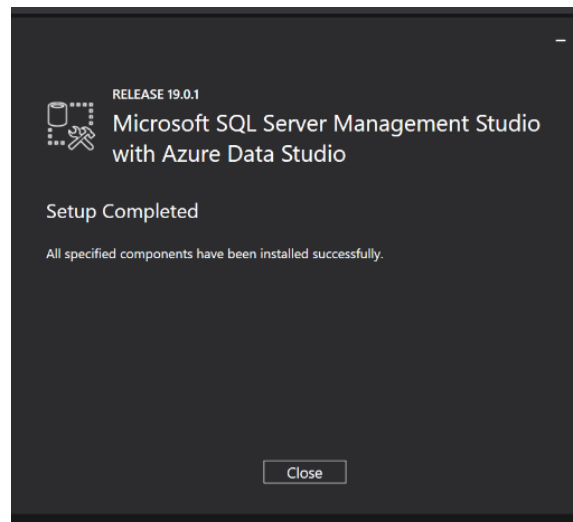 RELEASE 19.0.1
Microsoft SQL Server Management Studio
with Azure Data Studio
Setup Completed
All specified components have been installed successfully.
Close